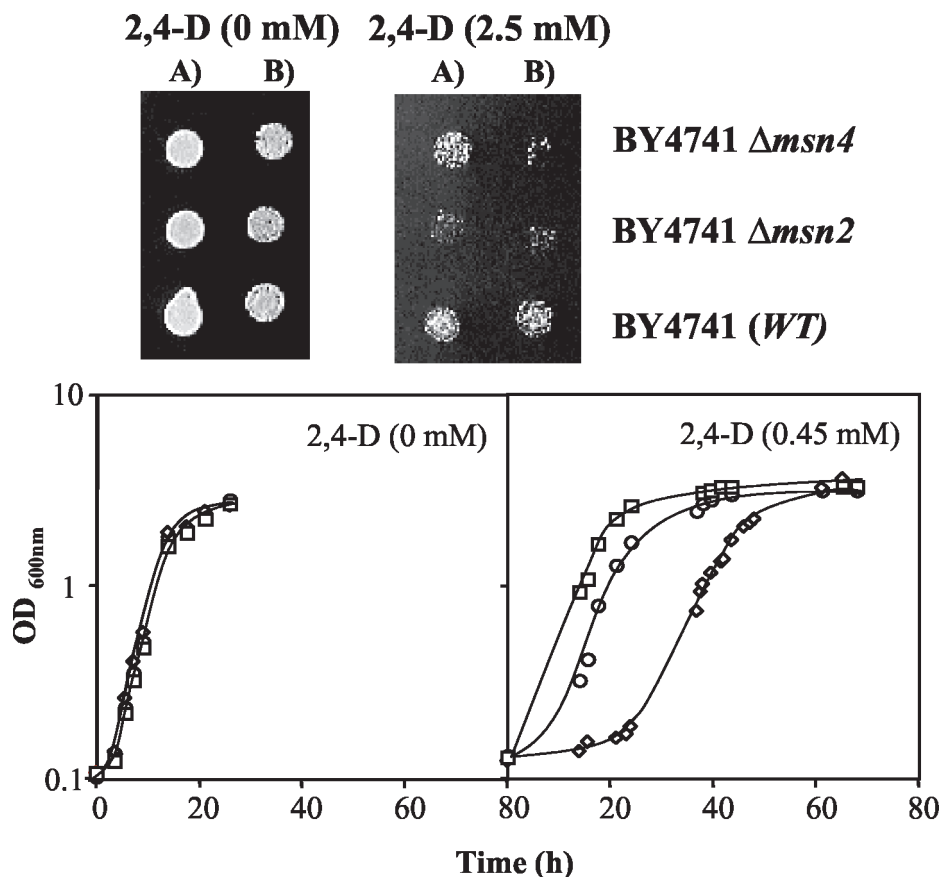 2,4-D (0 mM) 2,4-D (2.5 mM)
A) B) A) B)
BY4741 Δmsn4
BY4741 Δmsn2
BY4741 (WT)
10
1
0.1
OD 600nm
2,4-D (0 mM)
2,4-D (0.45 mM)
0 20 40 60 80 20 40 60 80
Time (h)